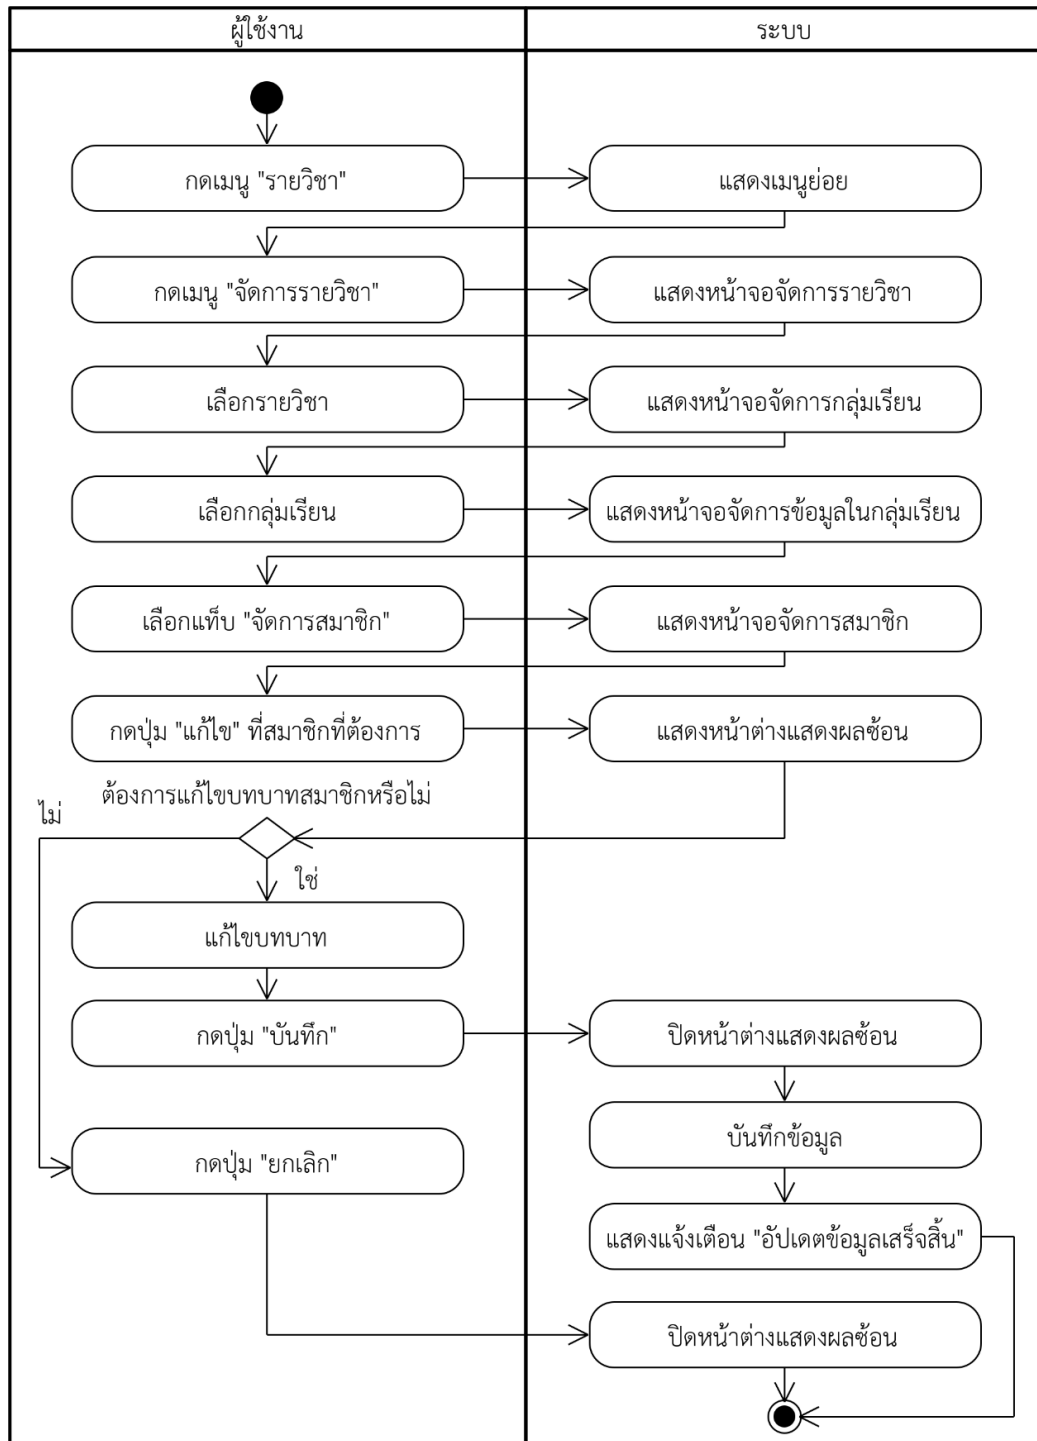 ผู้ใช้งาน
ระบบ
กดเมนู "รายวิชา"
แสดงเมนูย่อย
กดเมนู "จัดการรายวิชา"
แสดงหน้าจอจัดการรายวิชา
เลือกรายวิชา
แสดงหน้าจอจัดการกลุ่มเรียน
เลือกกลุ่มเรียน
แสดงหน้าจอจัดการข้อมูลในกลุ่มเรียน
เลือกแท็บ "จัดการสมาชิก"
แสดงหน้าจอจัดการสมาชิก
กดปุ่ม "แก้ไข" ที่สมาชิกที่ต้องการ
แสดงหน้าต่างแสดงผลซ้อน
ต้องการแก้ไขบทบาทสมาชิกหรือไม่
ไม่
ใช่
แก้ไขบทบาท
กดปุ่ม "บันทึก"
ปิดหน้าต่างแสดงผลซ้อน
บันทึกข้อมูล
กดปุ่ม "ยกเลิก"
แสดงแจ้งเตือน "อัปเดตข้อมูลเสร็จสิ้น"
ปิดหน้าต่างแสดงผลซ้อน